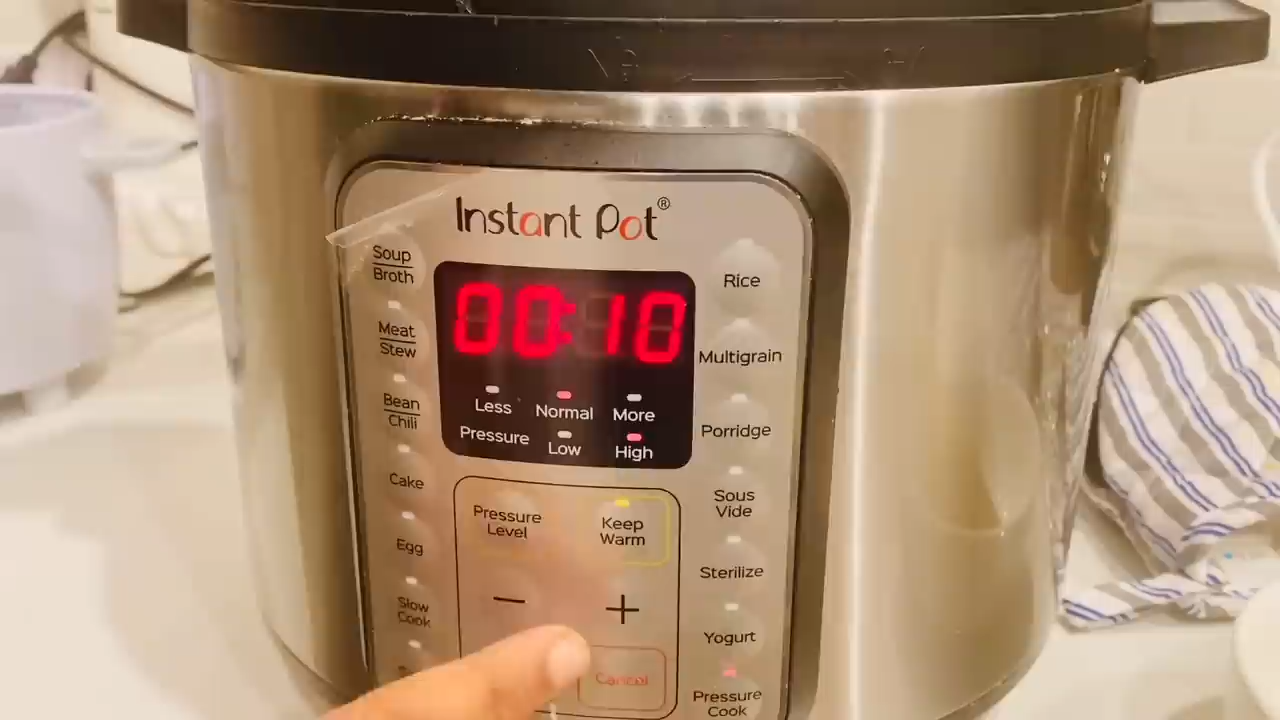 Instant Pot®
Soup
Broth
Meat
Stew
Bean
Chili
Cake
Egg
Slow
Cook
00:10
Less Normal More
Pressure Low High
Pressure
Level
Keep
Warm
− +
Cancel
Rice
Multigrain
Porridge
Sous
Vide
Sterilize
Yogurt
Pressure
Cook